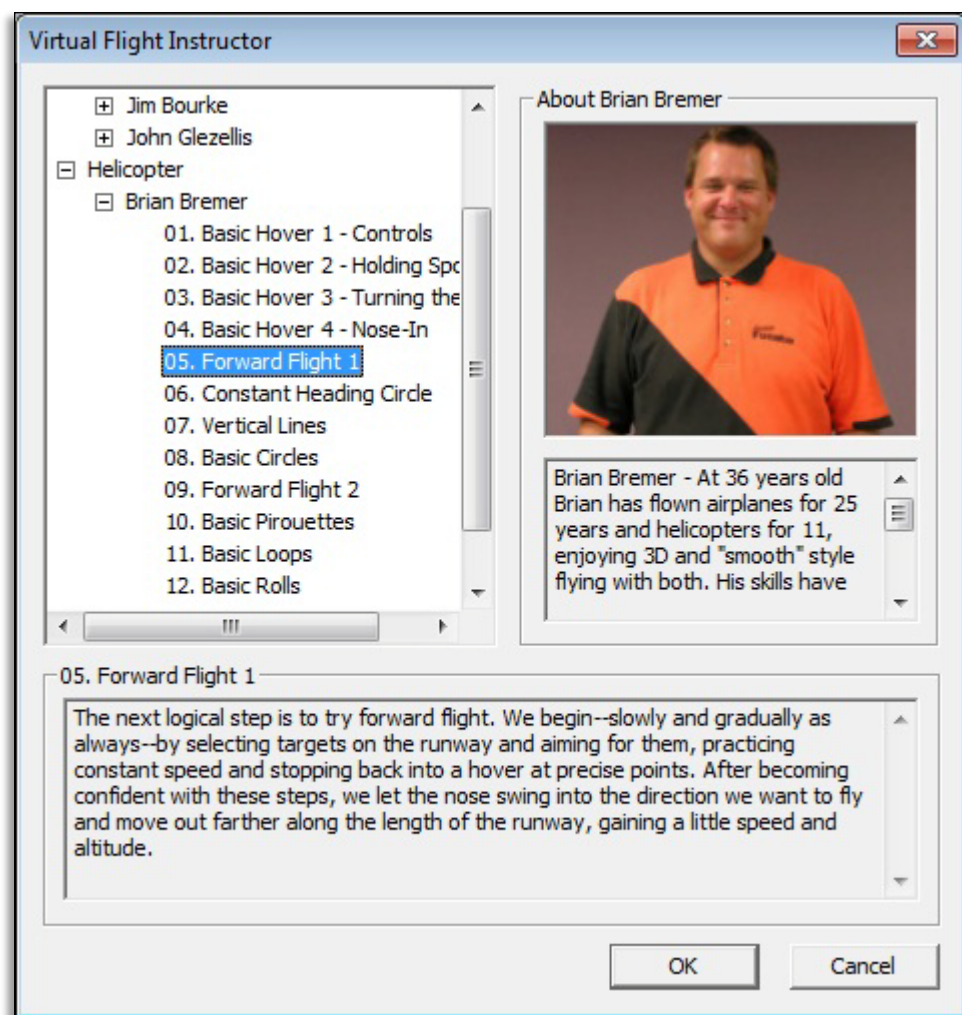 Virtual Flight Instructor
Jim Bourke
John Glezellis
Helicopter
Brian Bremer
01. Basic Hover 1 - Controls
02. Basic Hover 2 - Holding Spo
03. Basic Hover 3 - Turning the
04. Basic Hover 4 - Nose-In
05. Forward Flight 1
06. Constant Heading Circle
07. Vertical Lines
08. Basic Circles
09. Forward Flight 2
10. Basic Pirouettes
11. Basic Loops
12. Basic Rolls
About Brian Bremer
Futaba
Brian Bremer - At 36 years old
Brian has flown airplanes for 25
years and helicopters for 11,
enjoying 3D and "smooth" style
flying with both. His skills have
05. Forward Flight 1
The next logical step is to try forward flight. We begin--slowly and gradually as
always--by selecting targets on the runway and aiming for them, practicing
constant speed and stopping back into a hover at precise points. After becoming
confident with these steps, we let the nose swing into the direction we want to fly
and move out farther along the length of the runway, gaining a little speed and
altitude.
OK
Cancel